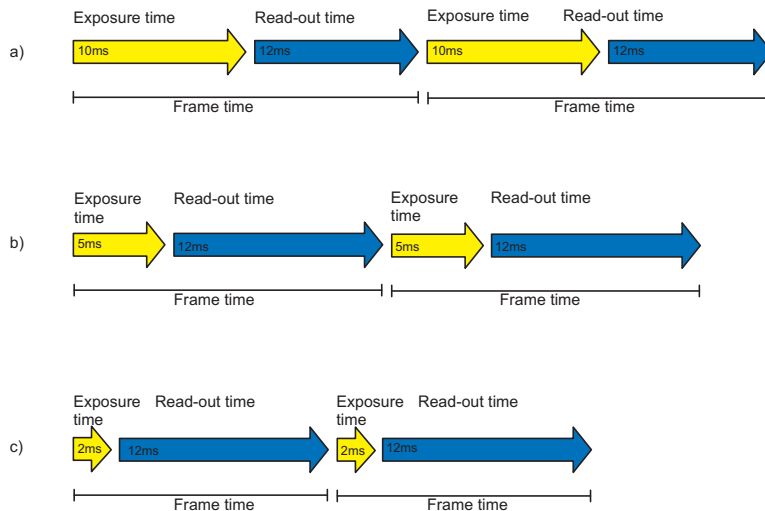 Exposure time Read-out time Exposure time Read-out time
a) 10ms 12ms 10ms 12ms
Frame time Frame time
Exposure time Read-out time Exposure time Read-out time
b) 5ms 12ms 5ms 12ms
Frame time Frame time
Exposure time Read-out time Exposure time Read-out time
c) 2ms 12ms 2ms 12ms
Frame time Frame time